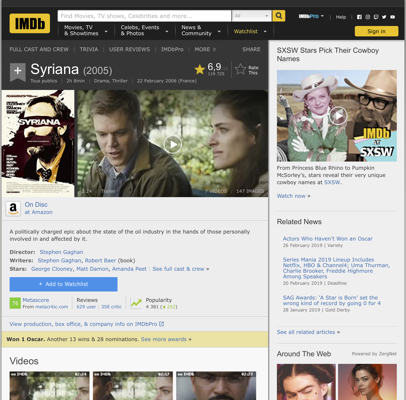 IMDb
Find Movies, TV shows, Celebrities and more...
All
IMDbPro
Help
Movies, TV & Showtimes
Celebs, Events & Photos
News & Community
Watchlist
Sign in
FULL CAST AND CREW | TRIVIA | USER REVIEWS | IMDbPro | MORE
SHARE
Syriana (2005)
6,9
Rate This
Tous publics | 2h 8min | Drama, Thriller | 22 February 2006 (France)
SYRIANA
Trailer
VIDEOS
147 IMAGES
On Disc
at Amazon
A politically charged epic about the state of the oil industry in the hands of those personally
involved in and affected by it.
Director: Stephen Gaghan
Writers: Stephen Gaghan, Robert Baer (book)
Stars: George Clooney, Matt Damon, Amanda Peet | See full cast & crew »
+ Add to Watchlist
Metascore
From metacritic.com
Reviews
629 user | 358 critic
Popularity
View production, box office, & company info on IMDbPro
Won 1 Oscar. Another 13 wins & 28 nominations. See more awards »
Videos
SXSW Stars Pick Their Cowboy
Names
IMDb
AT
SXSW
From Princess Blue Rhino to Pumpkin
McSorley's, stars reveal their very unique
cowboy names at SXSW.
Watch now »
Related News
Actors Who Haven't Won an Oscar
26 February 2019 | Variety
Series Mania 2019 Lineup Includes
Netflix, HBO & Channel4; Uma Thurman,
Charlie Brooker, Freddie Highmore
Among Speakers
20 February 2019 | Deadline
SAG Awards: 'A Star is Born' set the
wrong kind of record by going 0 for 4
28 January 2019 | Gold Derby
See all related articles »
Around The Web
Powered by ZergNet